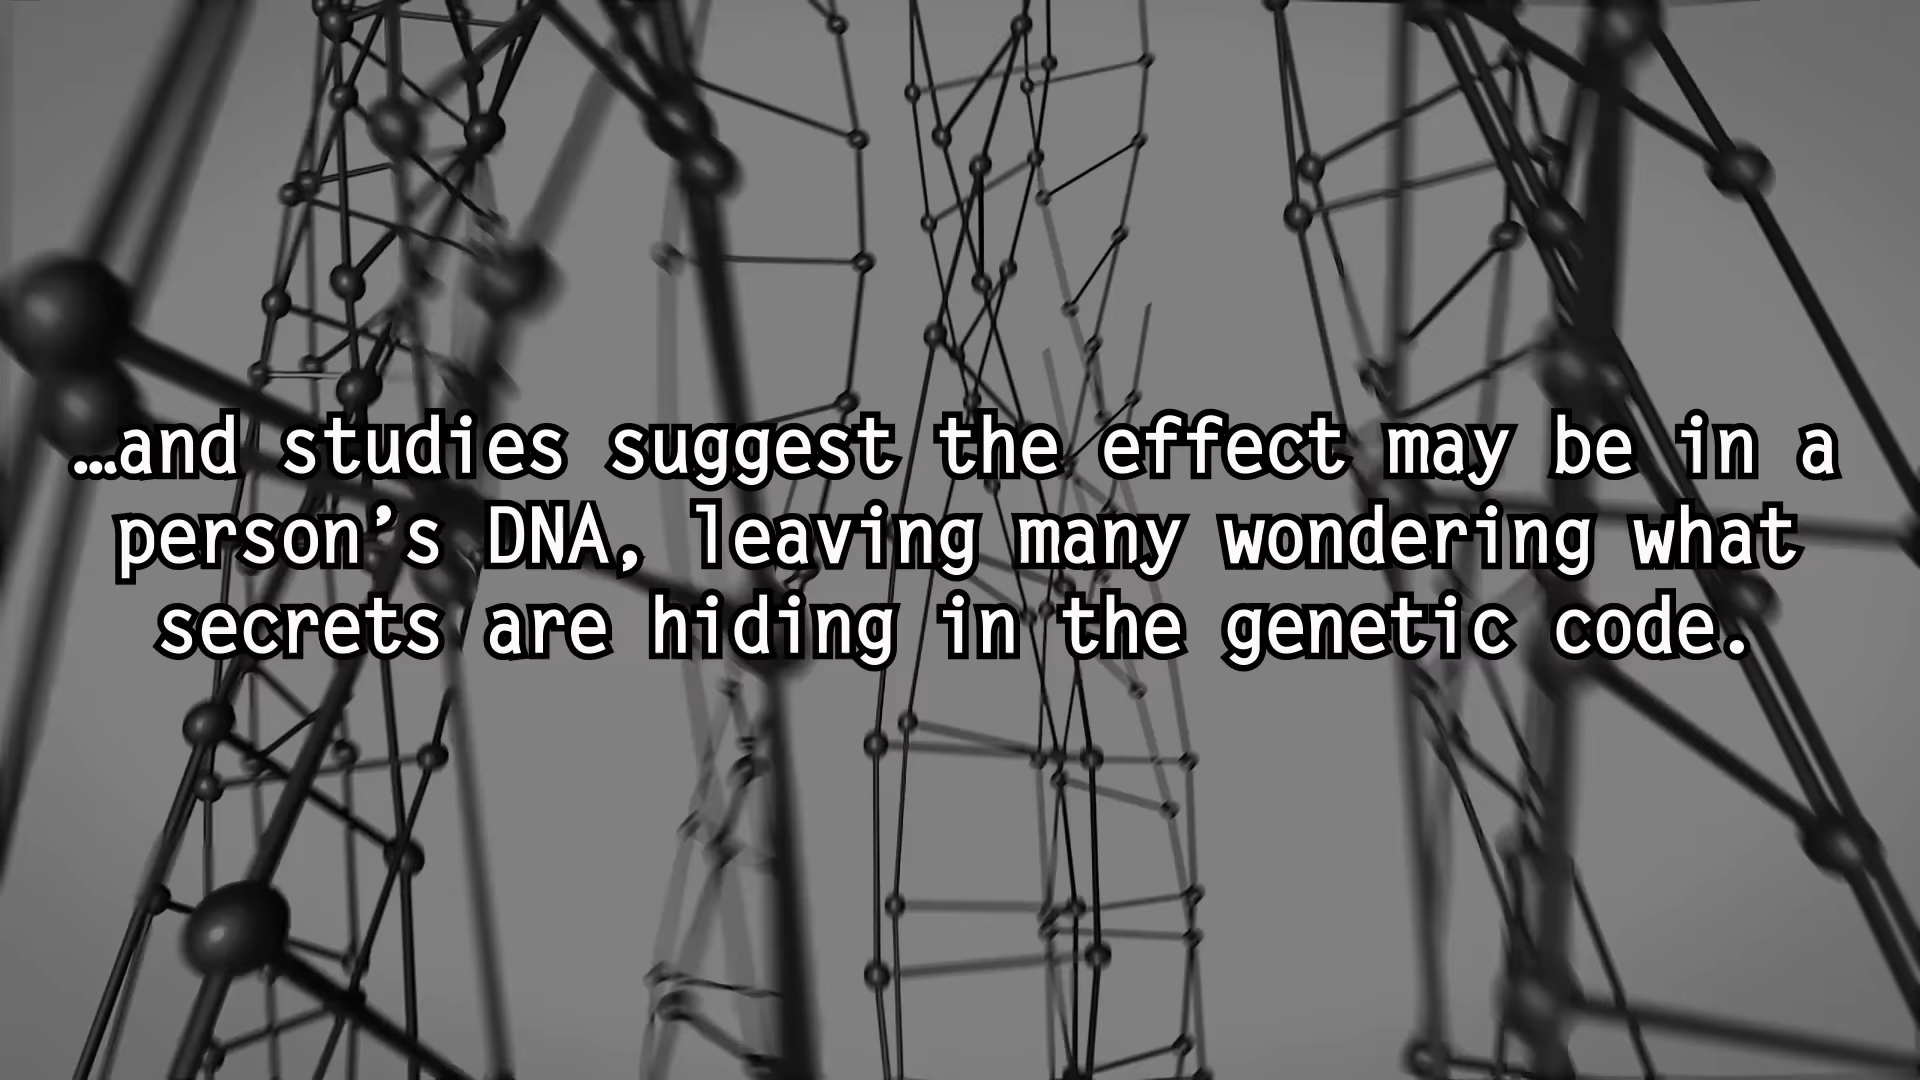 …and studies suggest the effect may be in a
person’s DNA, leaving many wondering what
secrets are hiding in the genetic code.